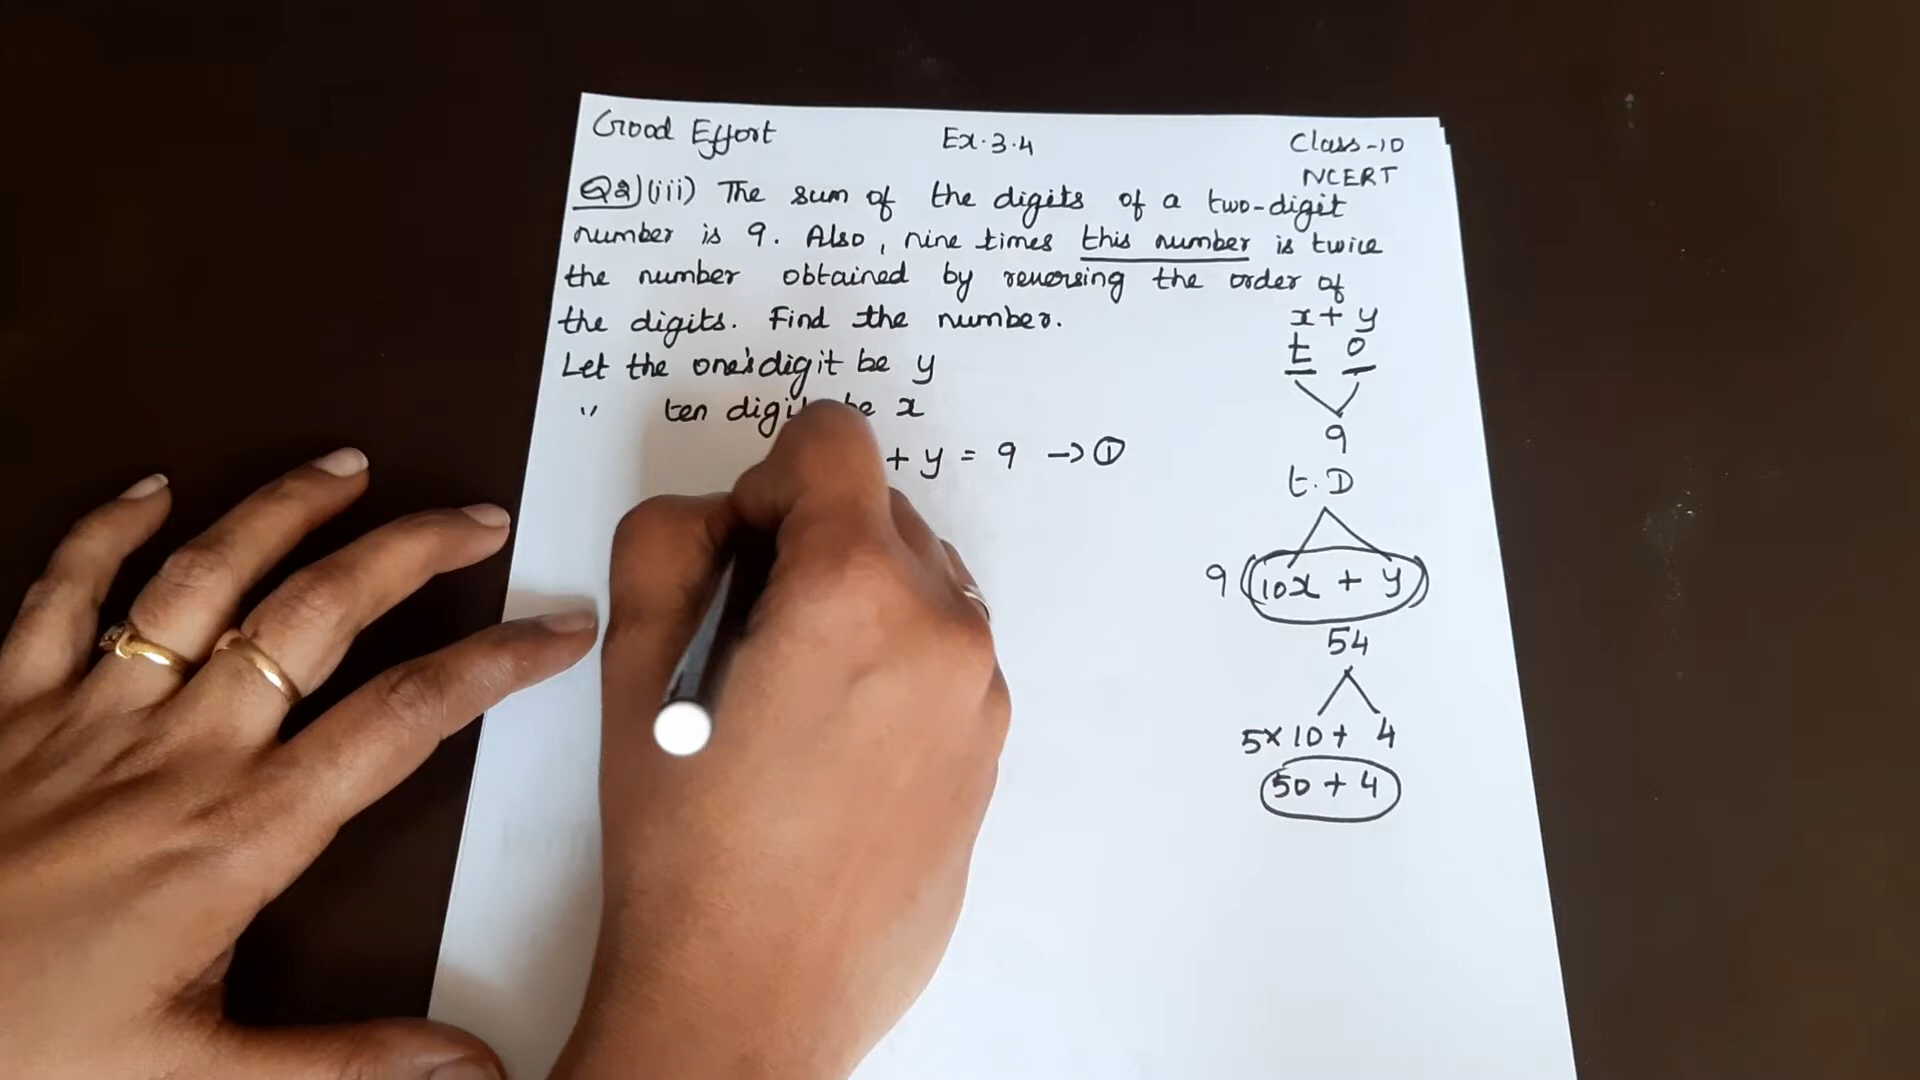 Good Effort Ex.3.4 Class-10
NCERT
Q2)(iii) The sum of the digits of a two-digit
number is 9. Also, nine times this number is twice
the number obtained by reversing the order of
the digits. Find the number.
Let the one's digit be y
" ten digit be x
+ y = 9 → ①
x + y
t o
9
t.D
9 (10x + y)
54
5×10 + 4
50 + 4